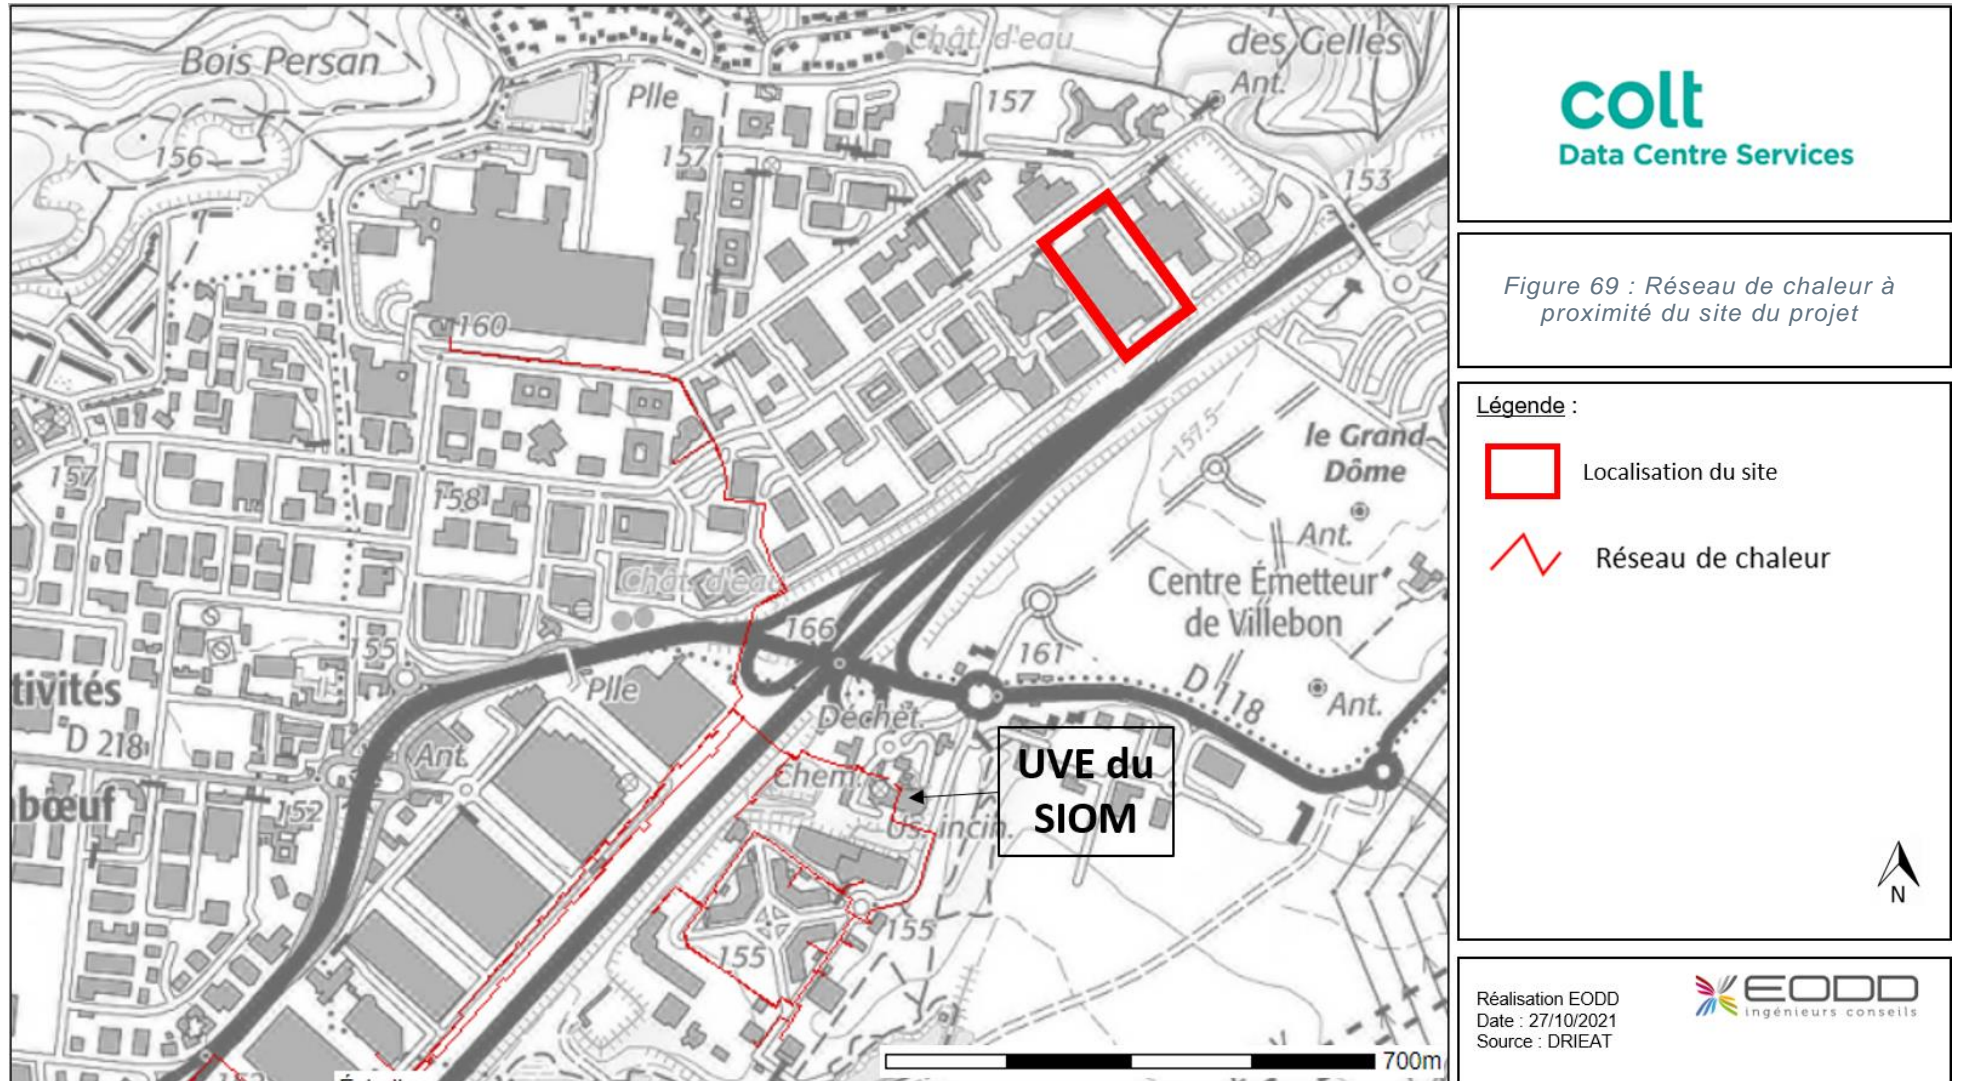 Bois Persan
Chât. d'eau
des Gelles
Ant.
Plle
157
156
157
153
160
le Grand
Dôme
157
158
157.5
Ant.
Chât. d'eau
Centre Émetteur
de Villebon
166
155
161
Plle
D 118
Ant.
tivités
D 218
Ant.
Déchet.
Chem.
UVE du
SIOM
bœuf
152
Us. incin.
155
155
152
700m
colt
Data Centre Services
Figure 69 : Réseau de chaleur à
proximité du site du projet
Légende :
Localisation du site
Réseau de chaleur
N
Réalisation EODD
Date : 27/10/2021
Source : DRIEAT
EODD
ingénieurs conseils